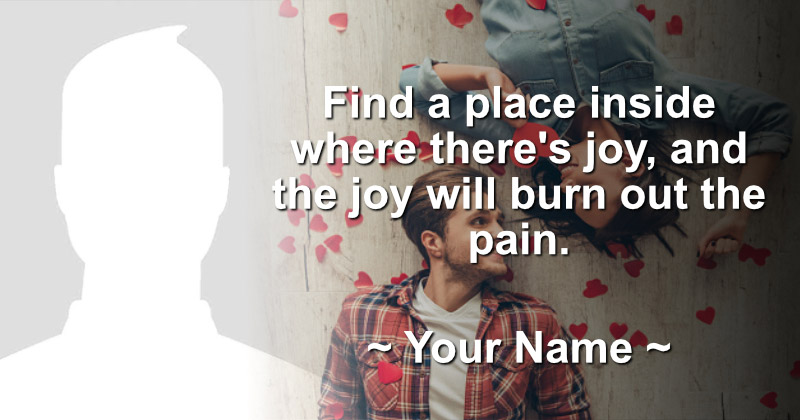 Find a place inside
where there's joy, and
the joy will burn out the
pain.
~ Your Name ~